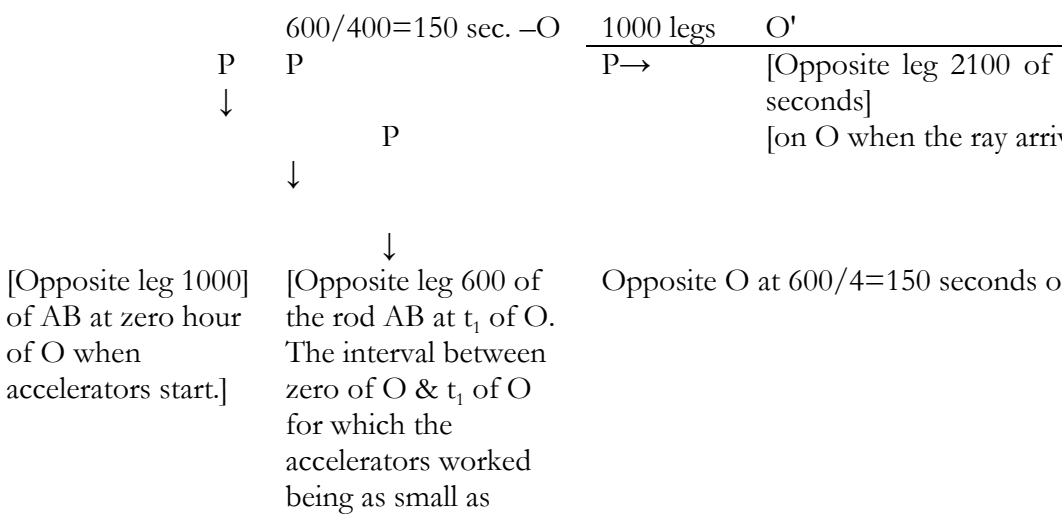 600/400=150 sec. –O 1000 legs O'
P P P→ [Opposite leg 2100 of
↓ seconds]
P [on O when the ray
↓
↓
[Opposite leg 1000] [Opposite leg 600 of Opposite O at 600/4=150 seconds
of AB at zero hour the rod AB at t₁ of O.
of O when The interval between
accelerators start.] zero of O & t₁ of O
for which the
accelerators worked
being as small as